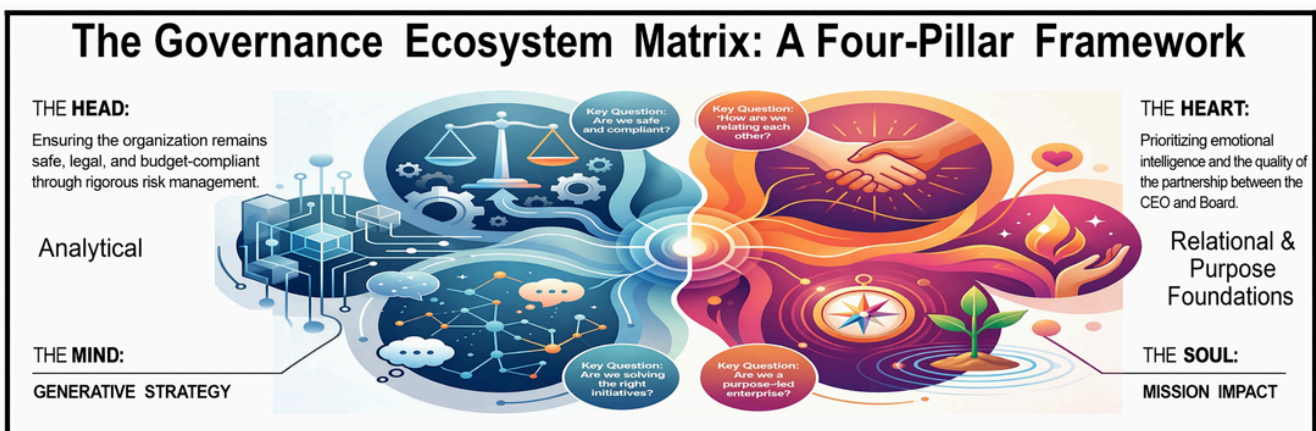 The Governance Ecosystem Matrix: A Four-Pillar Framework
THE HEAD:
Ensuring the organization remains
safe, legal, and budget-compliant
through rigorous risk management.
Analytical
THE MIND:
GENERATIVE STRATEGY
Key Question:
Are we safe
and compliant?
Key Question:
'How are we
relating each
other?
Key Question:
Are we solving
the right
initiatives?
Key Question:
Are we a
purpose-led
enterprise?
THE HEART:
Prioritizing emotional
intelligence and the quality of
the partnership between the
CEO and Board.
Relational &
Purpose
Foundations
THE SOUL:
MISSION IMPACT